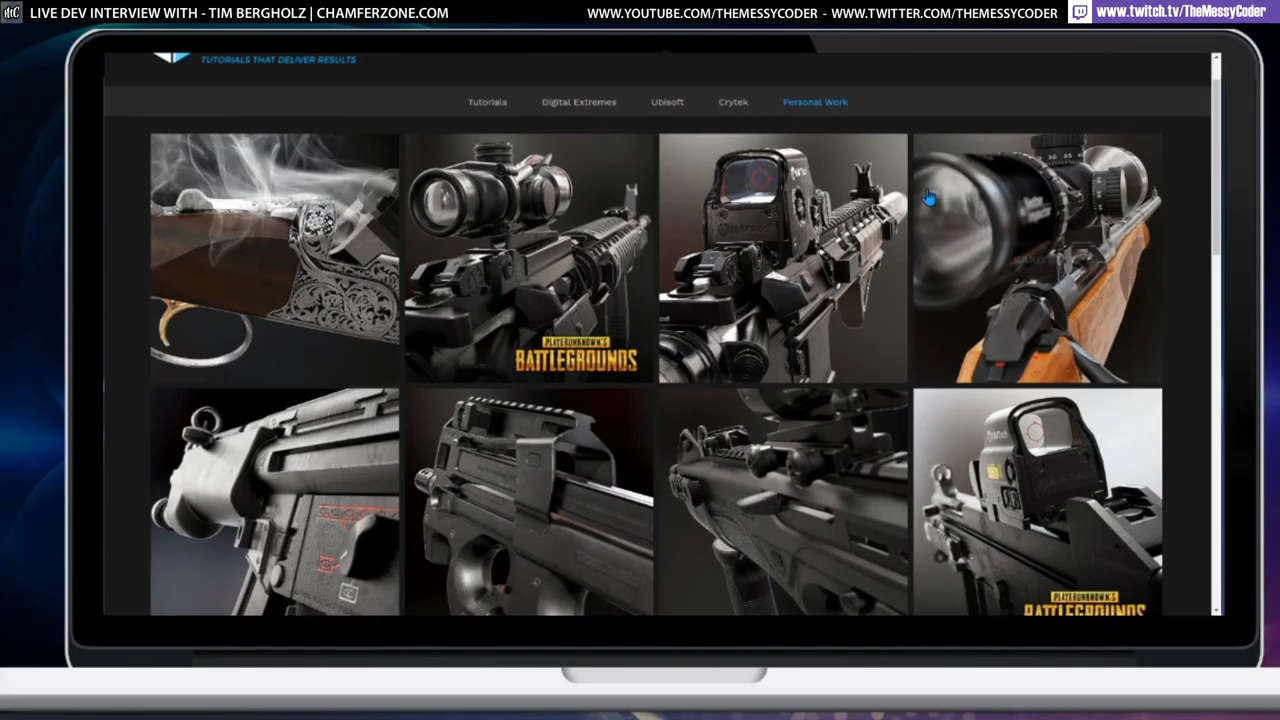 LIVE DEV INTERVIEW WITH - TIM BERGHOLZ | CHAMFERZONE.COM
WWW.YOUTUBE.COM/THEMESSYCODER - WWW.TWITTER.COM/THEMESSYCODER
www.twitch.tv/TheMessyCoder
TUTORIALS THAT DELIVER RESULTS
Tutorials Digital Extremes Ubisoft Crytek Personal Work
PLAYERUNKNOWN'S
BATTLEGROUNDS
PLAYERUNKNOWN'S
BATTLEGROUNDS